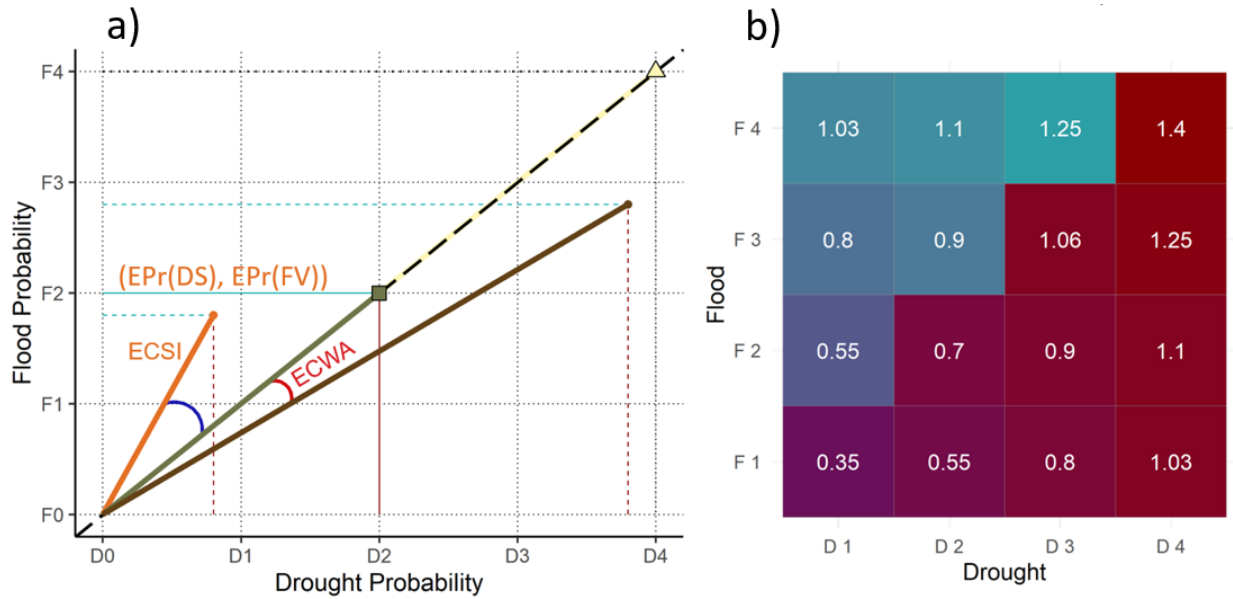 a)
F4
F3
F2
F1
F0
Flood Probability
(EPr(DS), EPr(FV))
ECSI
ECWA
D0 D1 D2 D3 D4
Drought Probability
b)
F 4 1.03 1.1 1.25 1.4
F 3 0.8 0.9 1.06 1.25
F 2 0.55 0.7 0.9 1.1
F 1 0.35 0.55 0.8 1.03
Flood
D 1 D 2 D 3 D 4
Drought